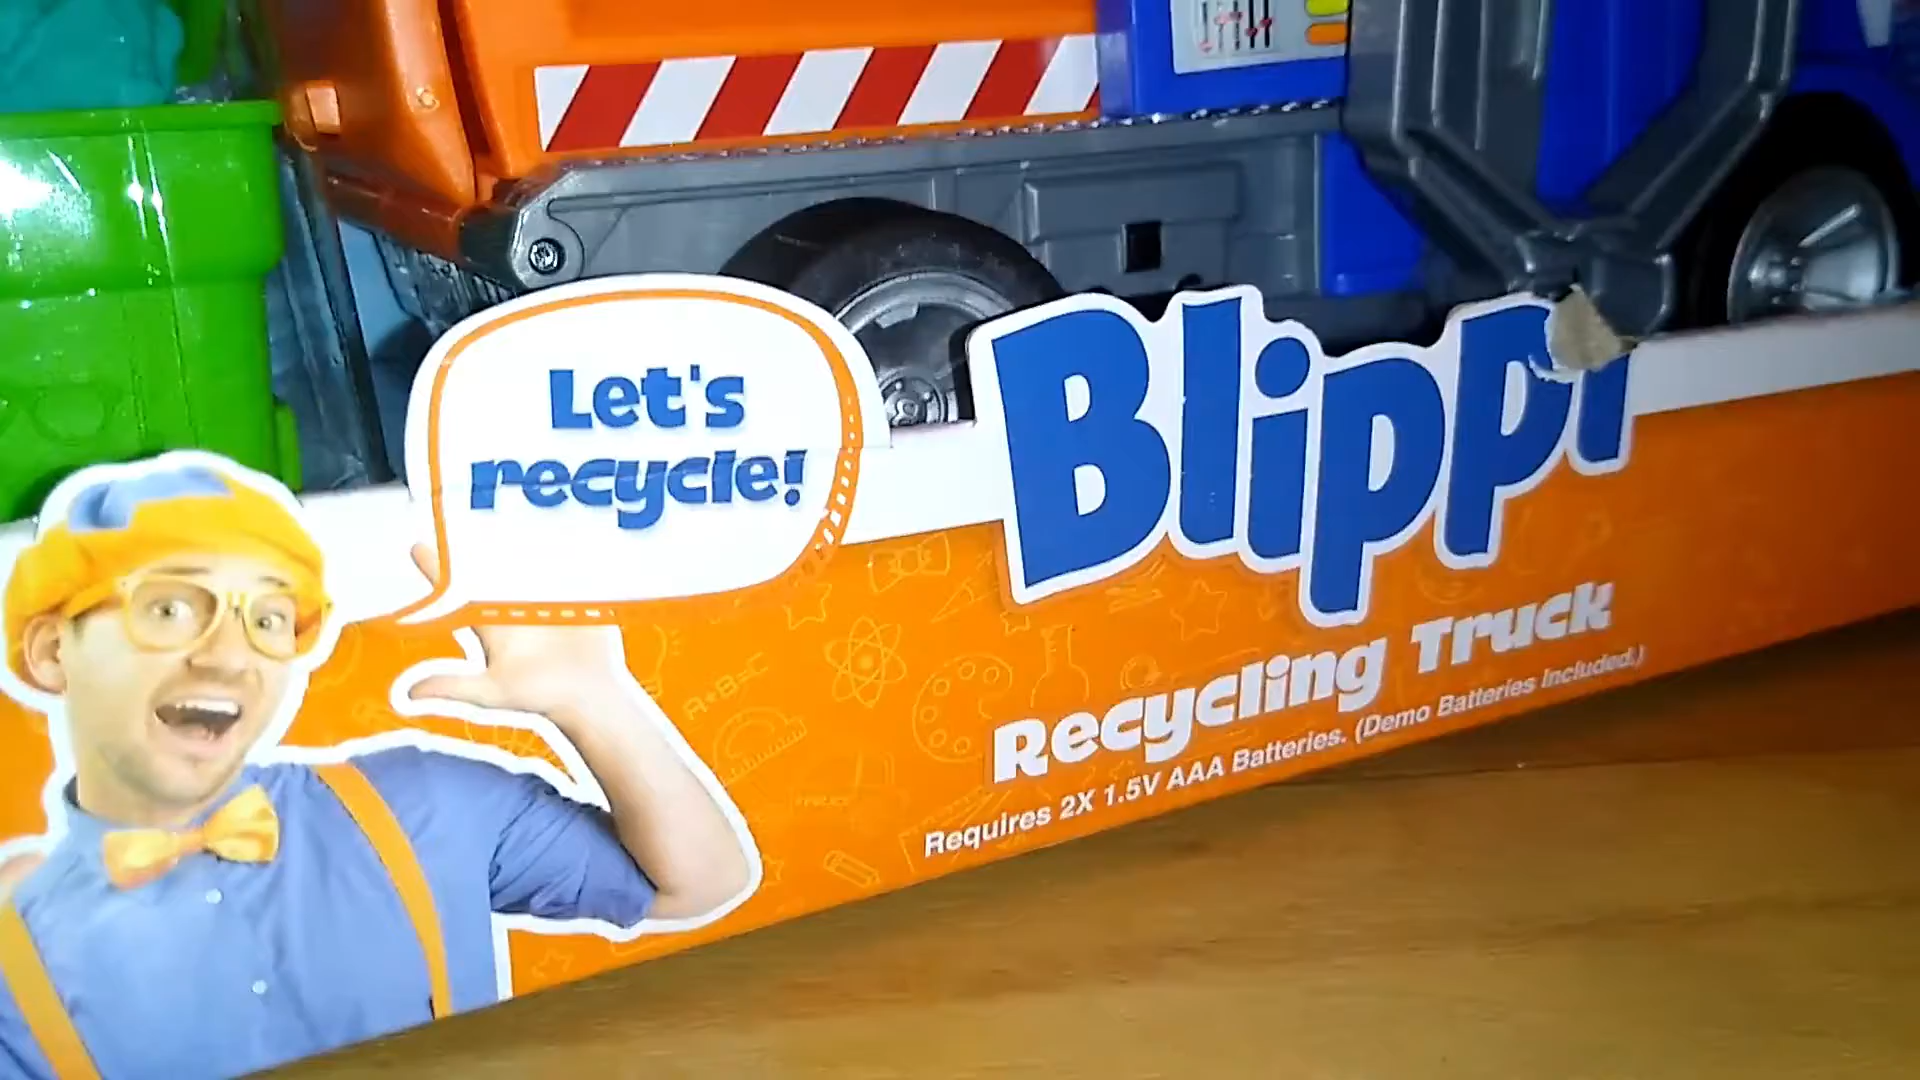 Let's
recycle!
Blippi
Recycling Truck
Requires 2X 1.5V AAA Batteries. (Demo Batteries Included.)
A+B=C